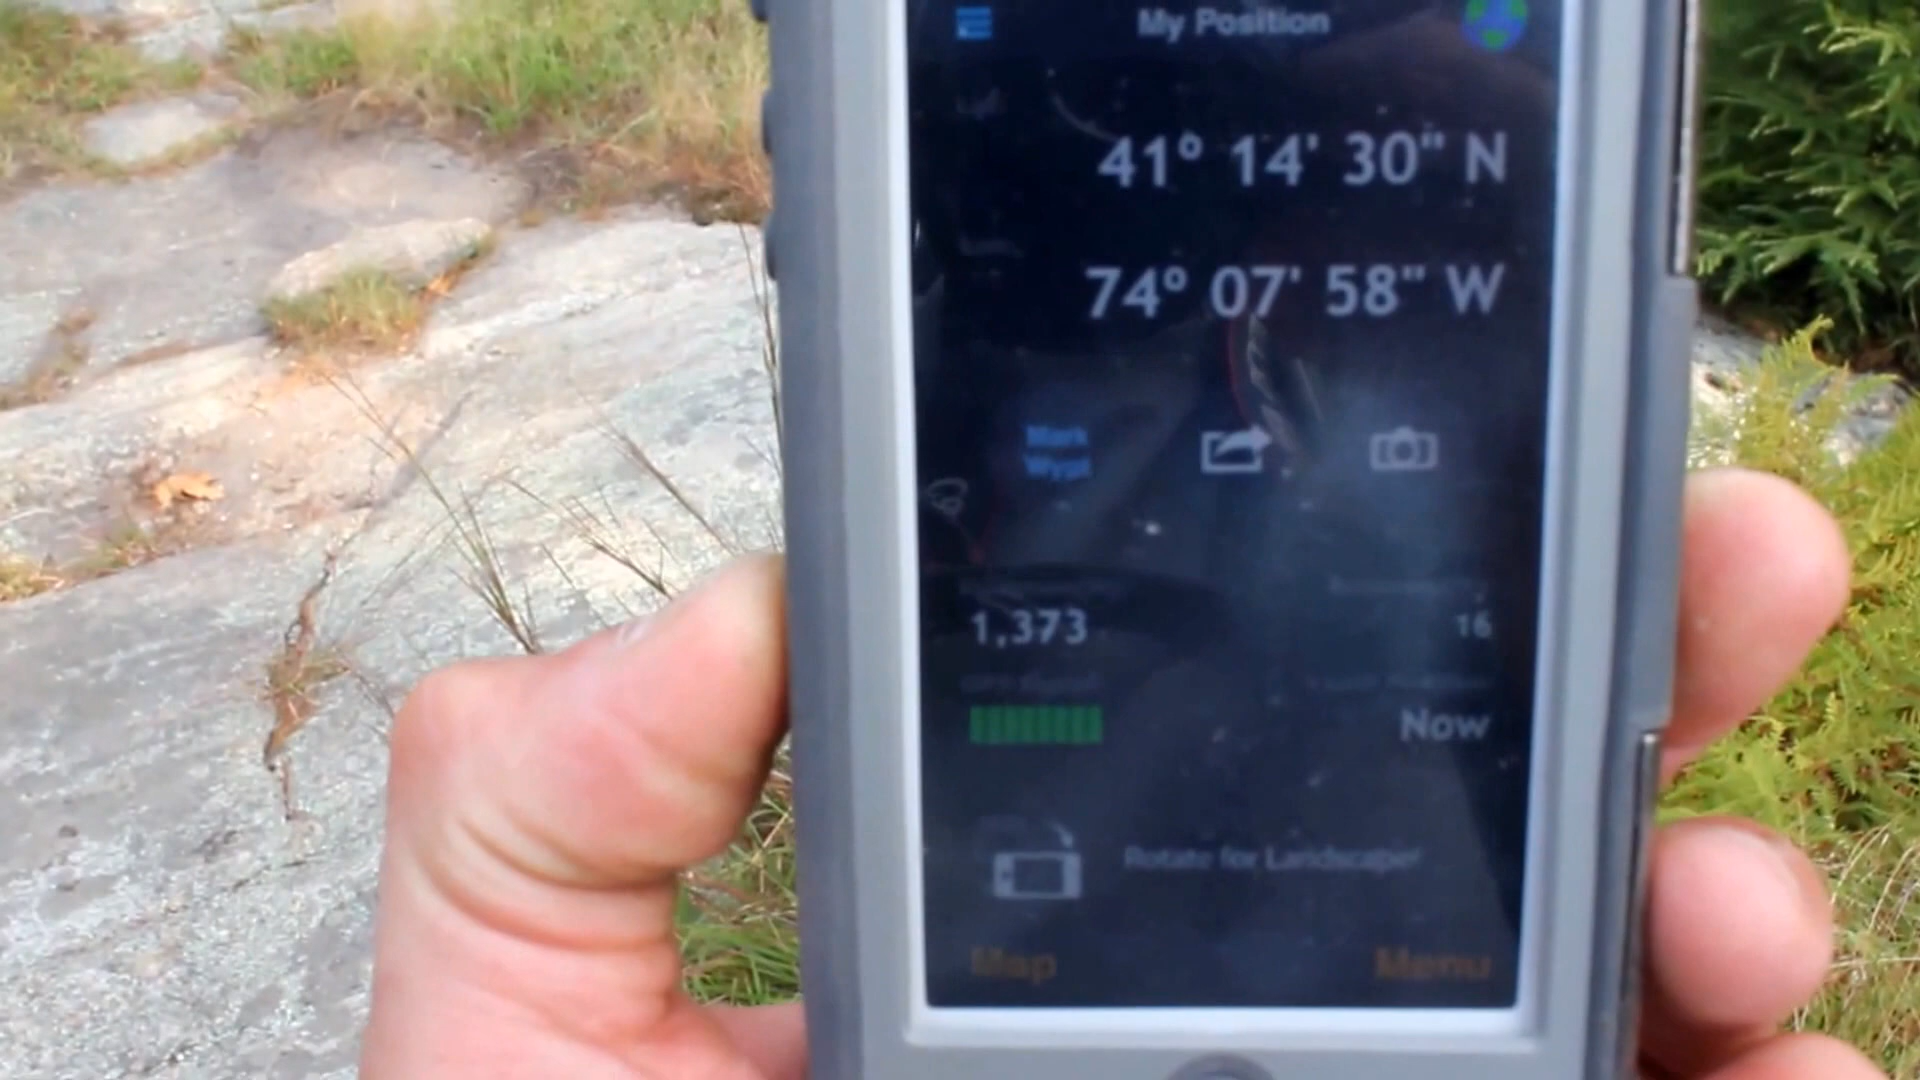 My Position
41° 14' 30" N
74° 07' 58" W
Mark
Wypt
1,373
16
Now
Rotate for Landscape!
Map
Menu